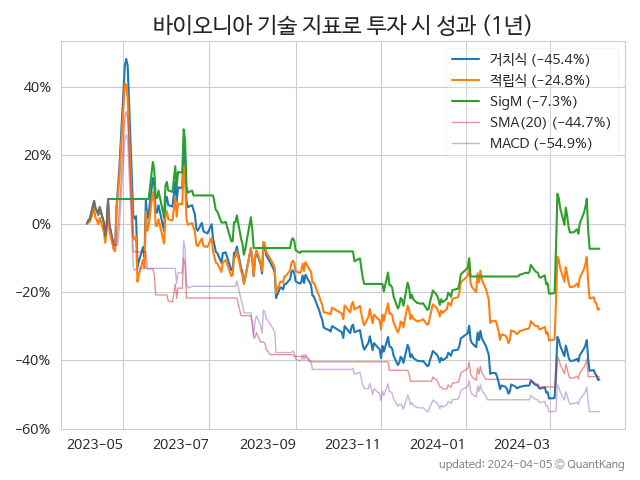 바이오니아 기술 지표로 투자 시 성과 (1년)
거치식 (−45.4%)
적립식 (−24.8%)
SigM (−7.3%)
SMA(20) (−44.7%)
MACD (−54.9%)
40%
20%
0%
−20%
−40%
−60%
2023−05
2023−07
2023−09
2023−11
2024−01
2024−03
updated: 2024−04−05 © QuantKang